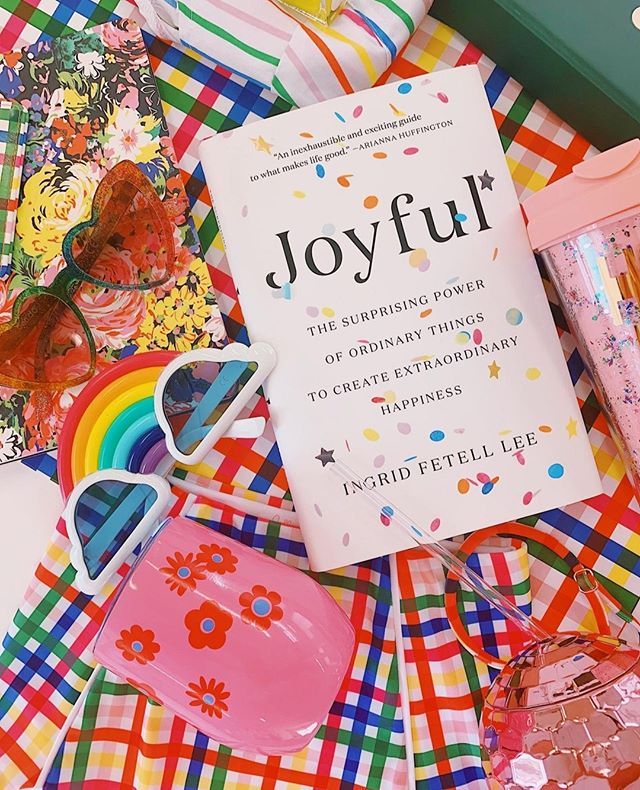 “An inexhaustible and exciting guide
to what makes life good.” —ARIANNA HUFFINGTON
Joyful
THE SURPRISING POWER
OF ORDINARY THINGS
TO CREATE EXTRAORDINARY
HAPPINESS
INGRID FETELL LEE